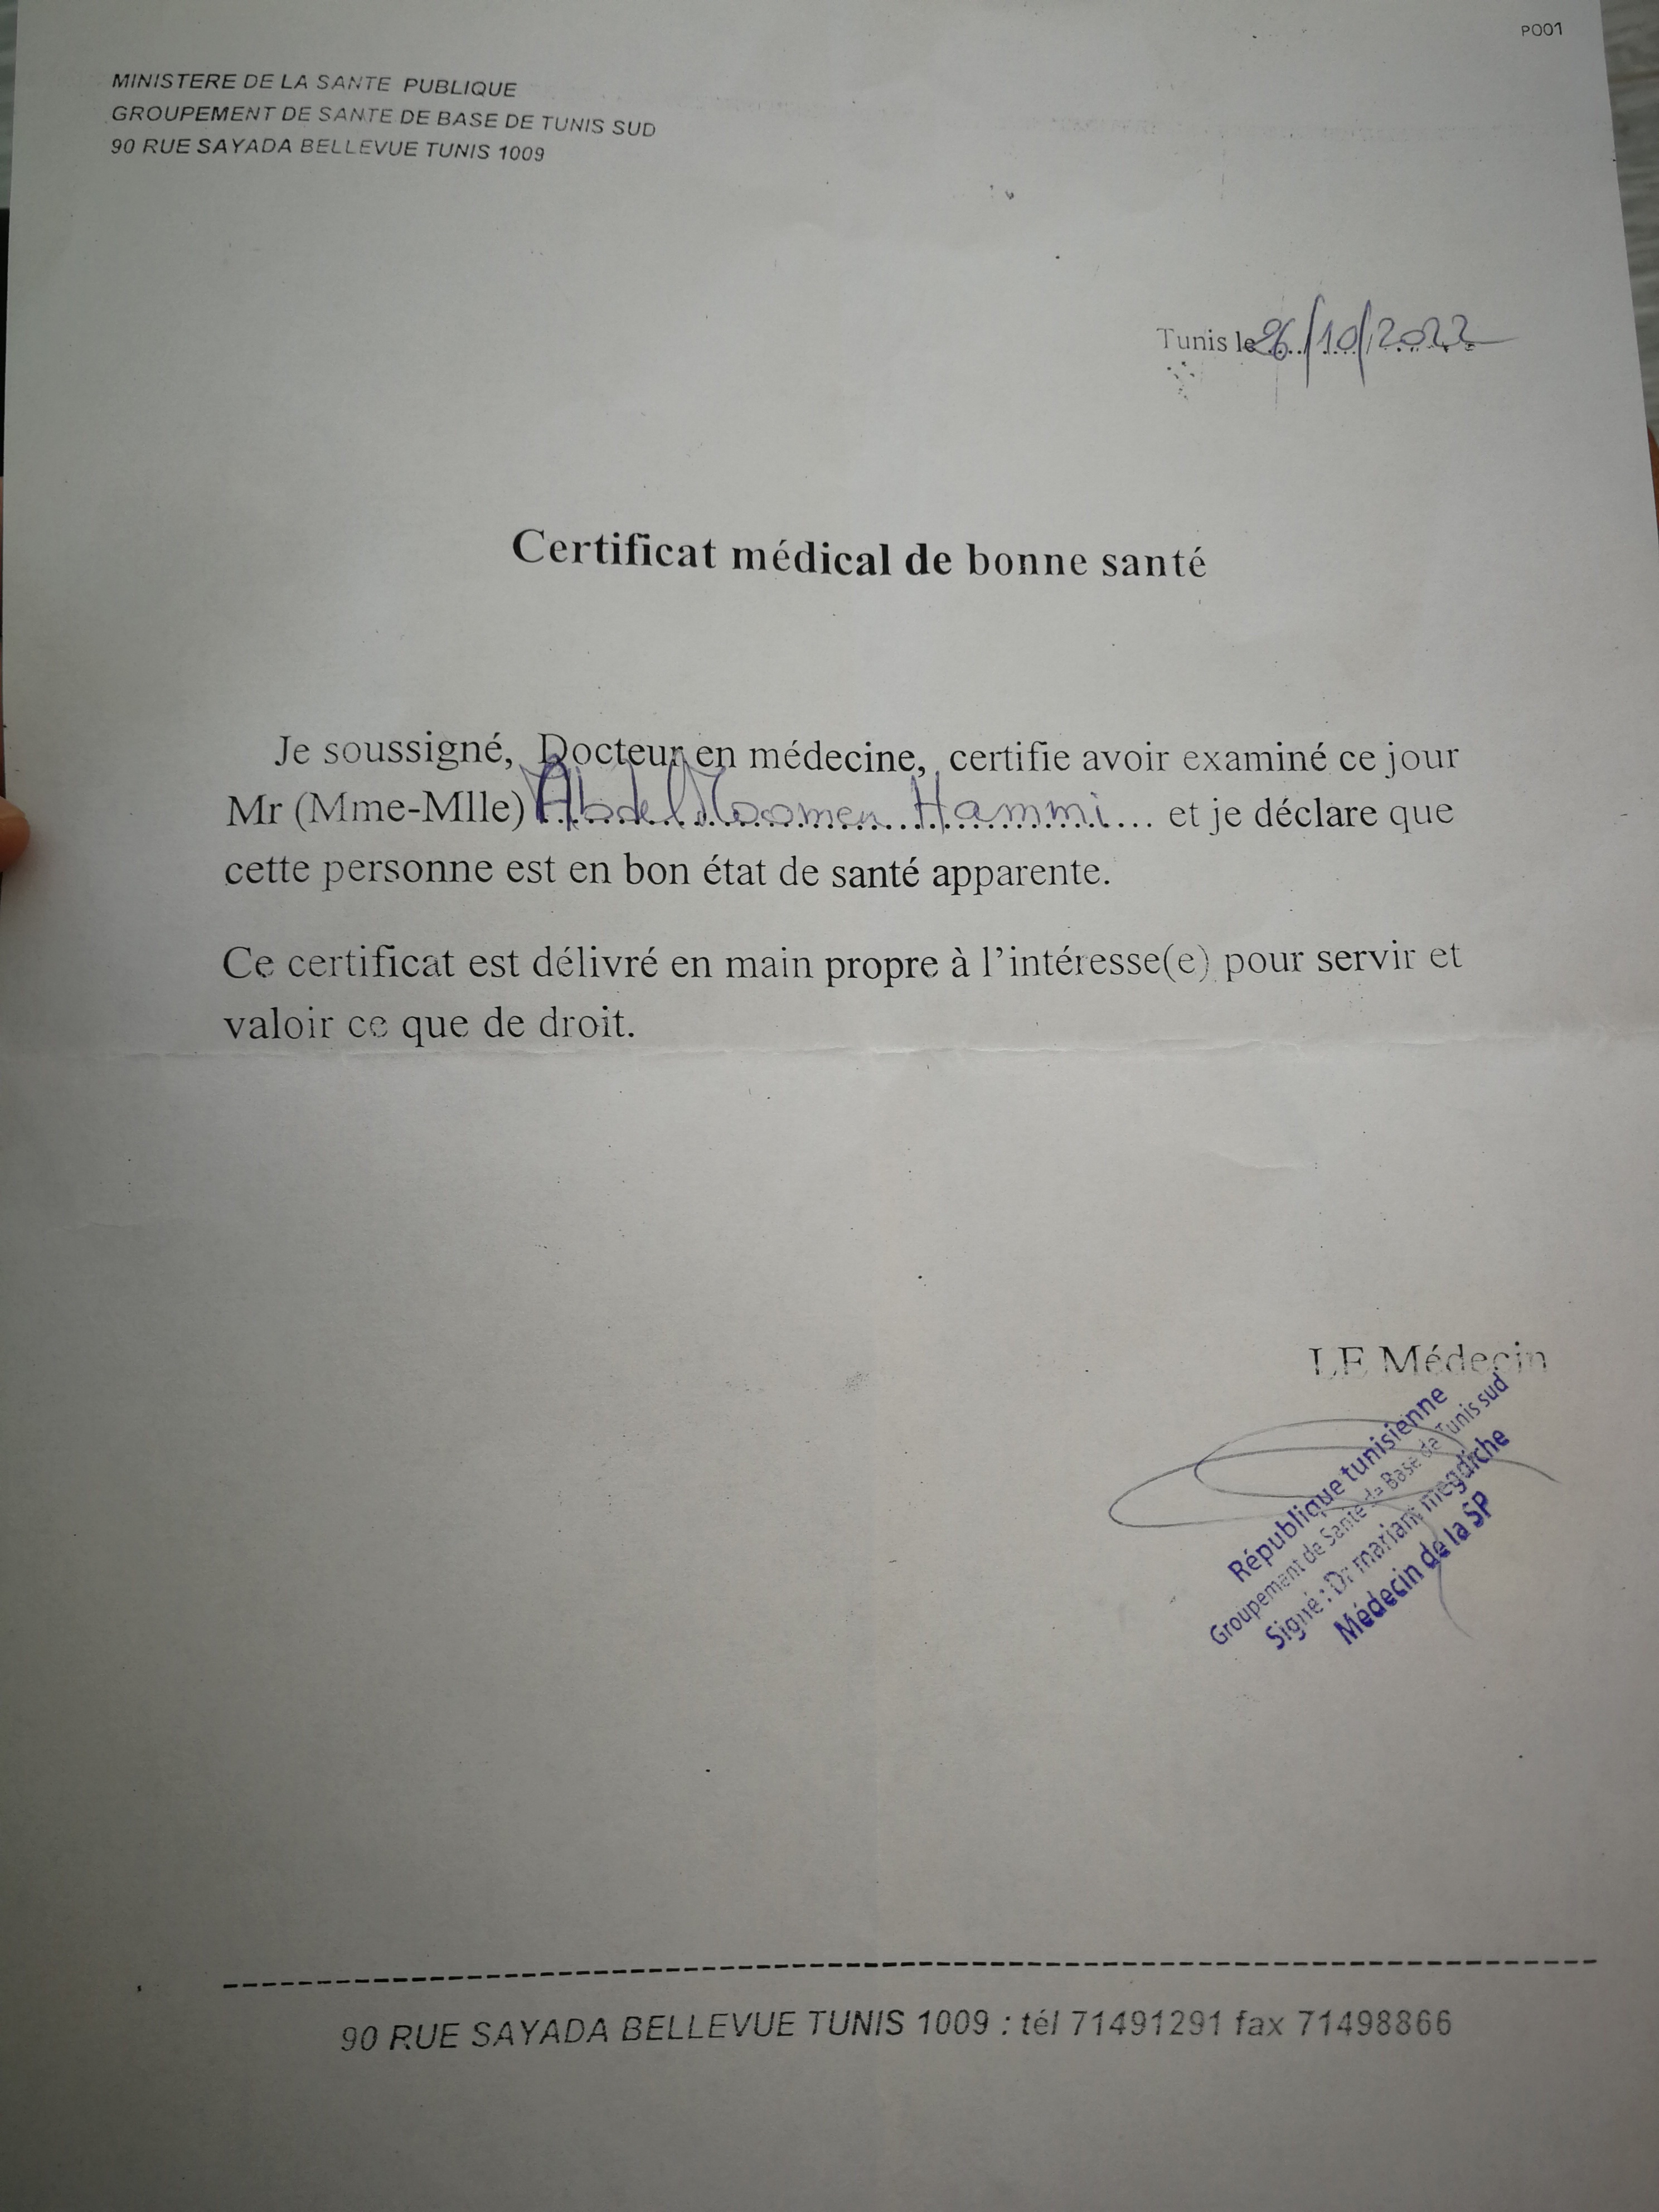 P001
MINISTERE DE LA SANTE PUBLIQUE
GROUPEMENT DE SANTE DE BASE DE TUNIS SUD
90 RUE SAYADA BELLEVUE TUNIS 1009
Tunis le 26/10/2022
Certificat médical de bonne santé
Je soussigné, Docteur en médecine, certifie avoir examiné ce jour
Mr (Mme-Mlle) Abdel Moomen Hammi... et je déclare que
cette personne est en bon état de santé apparente.
Ce certificat est délivré en main propre à l'intéresse(e) pour servir et
valoir ce que de droit.
LE Médecin
République tunisienne
Groupement de Santé de Base de Tunis sud
Signé : Dr mariam megdiche
Médecin de la SP
90 RUE SAYADA BELLEVUE TUNIS 1009 : tél 71491291 fax 71498866